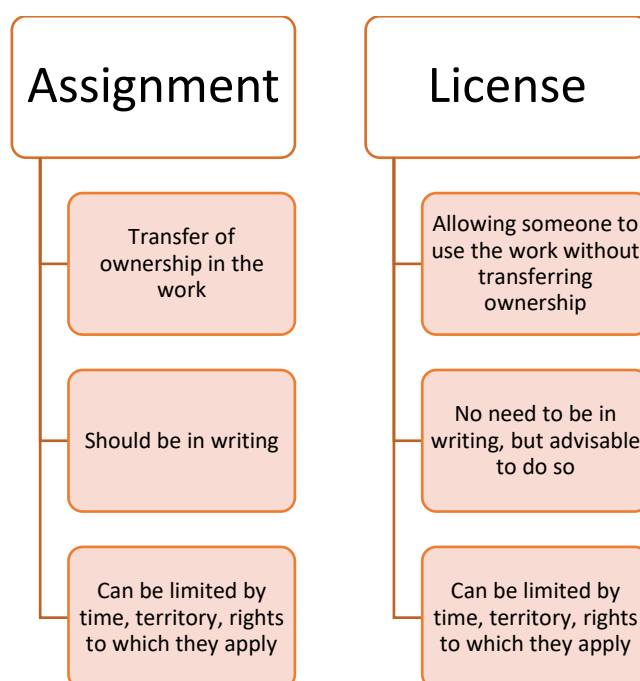 Assignment
Transfer of
ownership in the
work
Should be in writing
Can be limited by
time, territory, rights
to which they apply
License
Allowing someone to
use the work without
transferring
ownership
No need to be in
writing, but advisable
to do so
Can be limited by
time, territory, rights
to which they apply